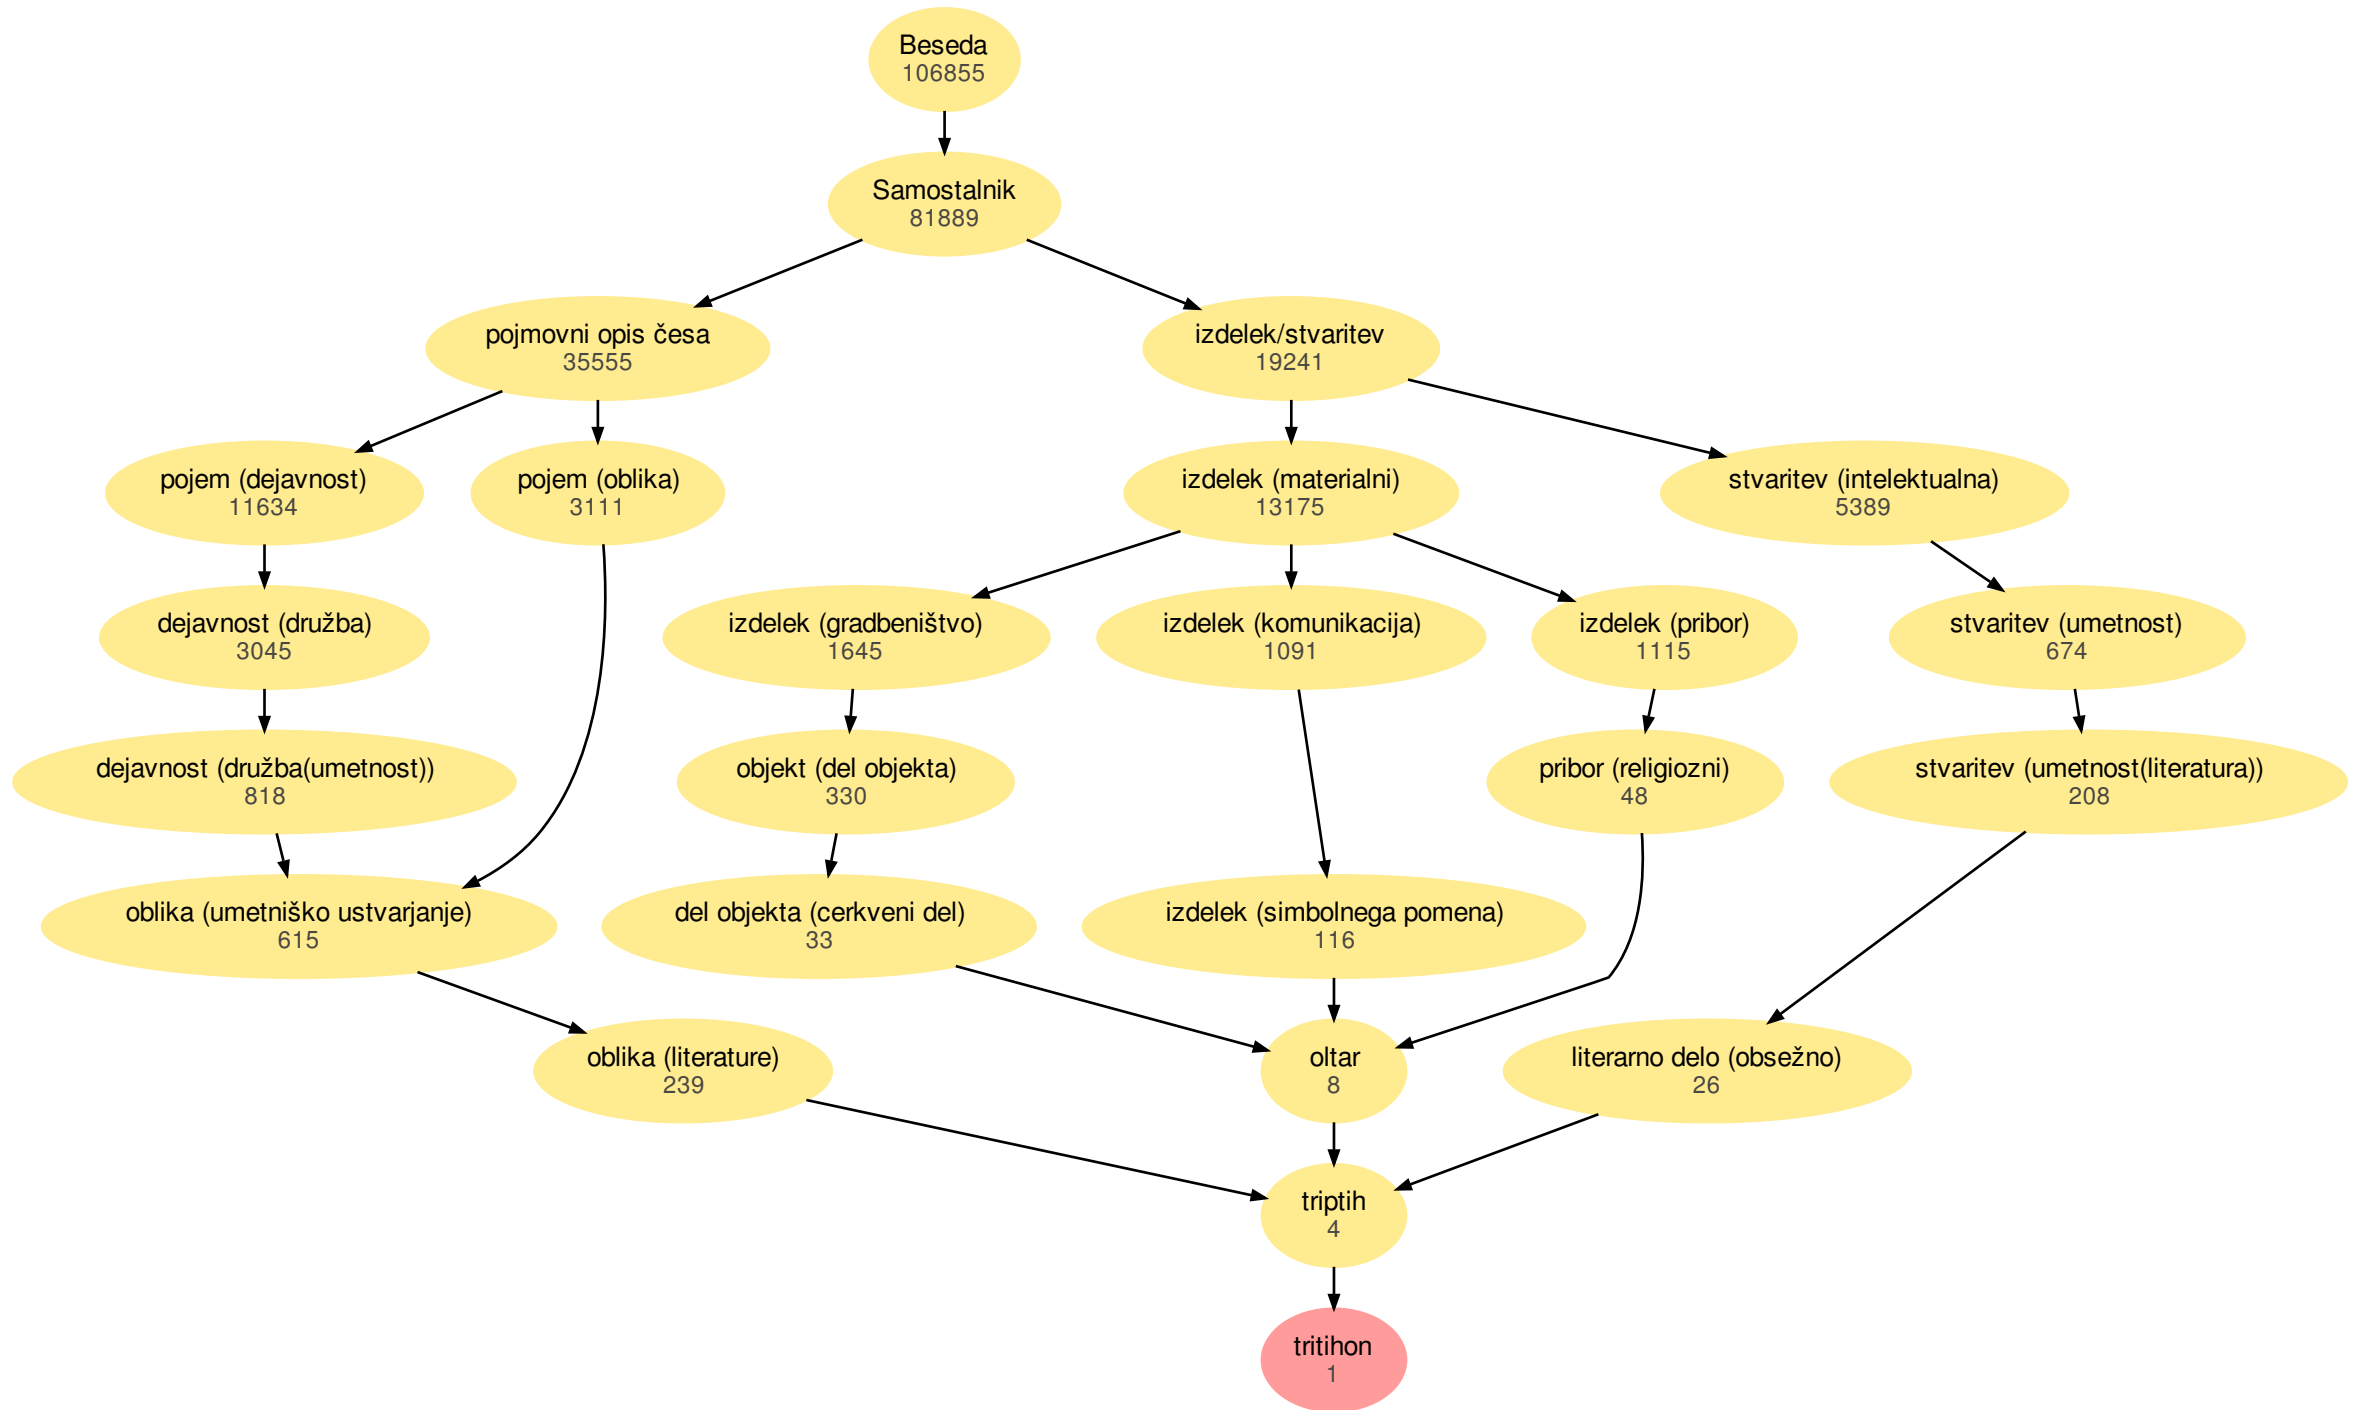 Beseda
106855
Samostalnik
81889
pojmovni opis česa
35555
izdelek/stvaritev
19241
pojem (dejavnost)
11634
pojem (oblika)
3111
izdelek (materialni)
13175
stvaritev (intelektualna)
5389
dejavnost (družba)
3045
izdelek (gradbeništvo)
1645
izdelek (komunikacija)
1091
izdelek (pribor)
1115
stvaritev (umetnost)
674
dejavnost (družba(umetnost))
818
objekt (del objekta)
330
pribor (religiozni)
48
stvaritev (umetnost(literatura))
208
oblika (umetniško ustvarjanje)
615
del objekta (cerkveni del)
33
izdelek (simbolnega pomena)
116
oblika (literature)
239
oltar
8
literarno delo (obsežno)
26
triptih
4
tritihon
1